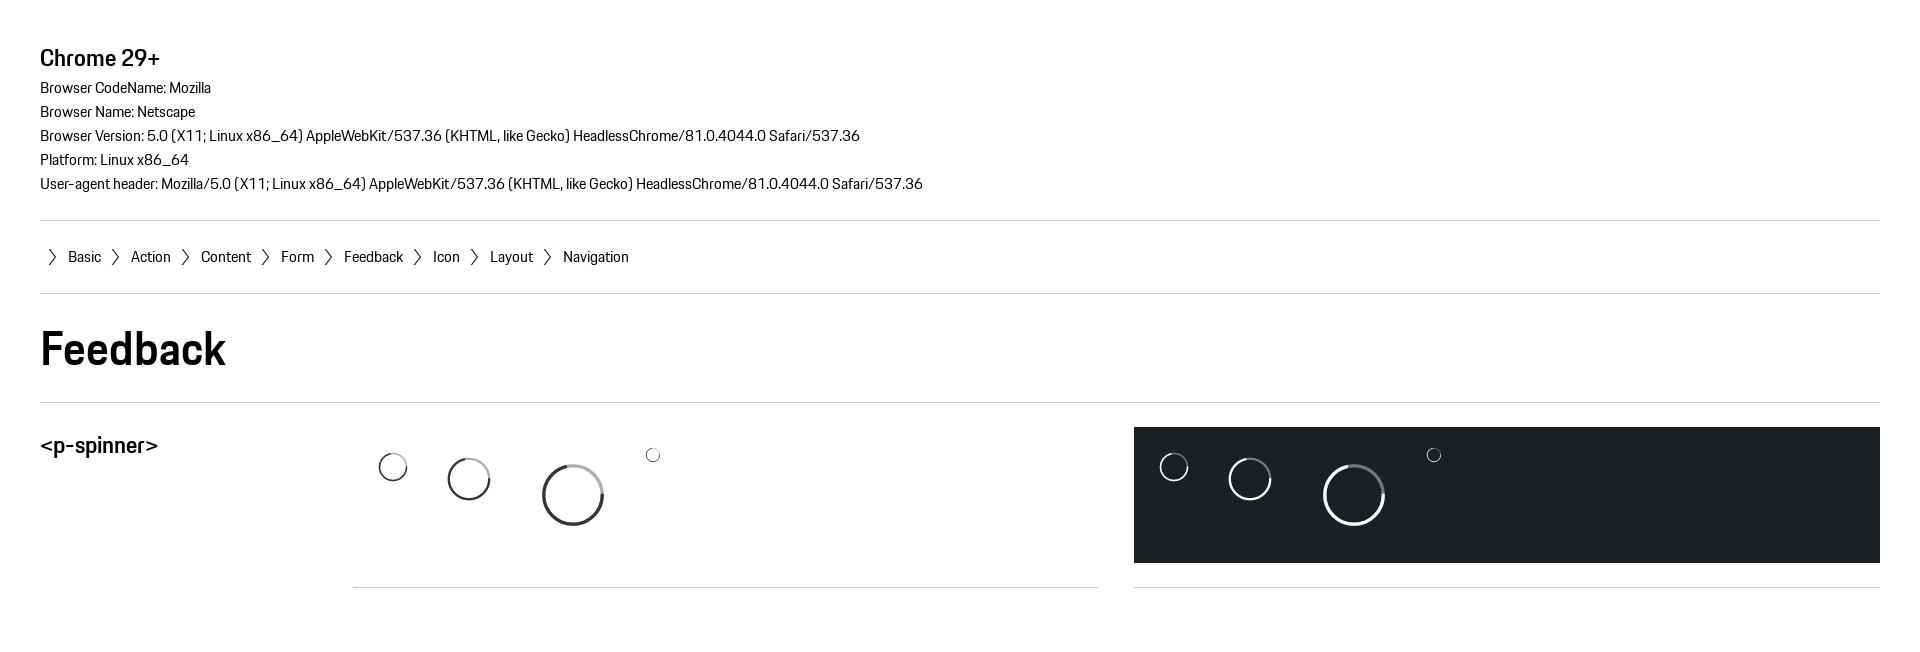 Chrome 29+
Browser CodeName: Mozilla
Browser Name: Netscape
Browser Version: 5.0 (X11; Linux x86_64) AppleWebKit/537.36 (KHTML, like Gecko) HeadlessChrome/81.0.4044.0 Safari/537.36
Platform: Linux x86_64
User-agent header: Mozilla/5.0 (X11; Linux x86_64) AppleWebKit/537.36 (KHTML, like Gecko) HeadlessChrome/81.0.4044.0 Safari/537.36
Basic Action Content Form Feedback Icon Layout Navigation
Feedback
<p-spinner>